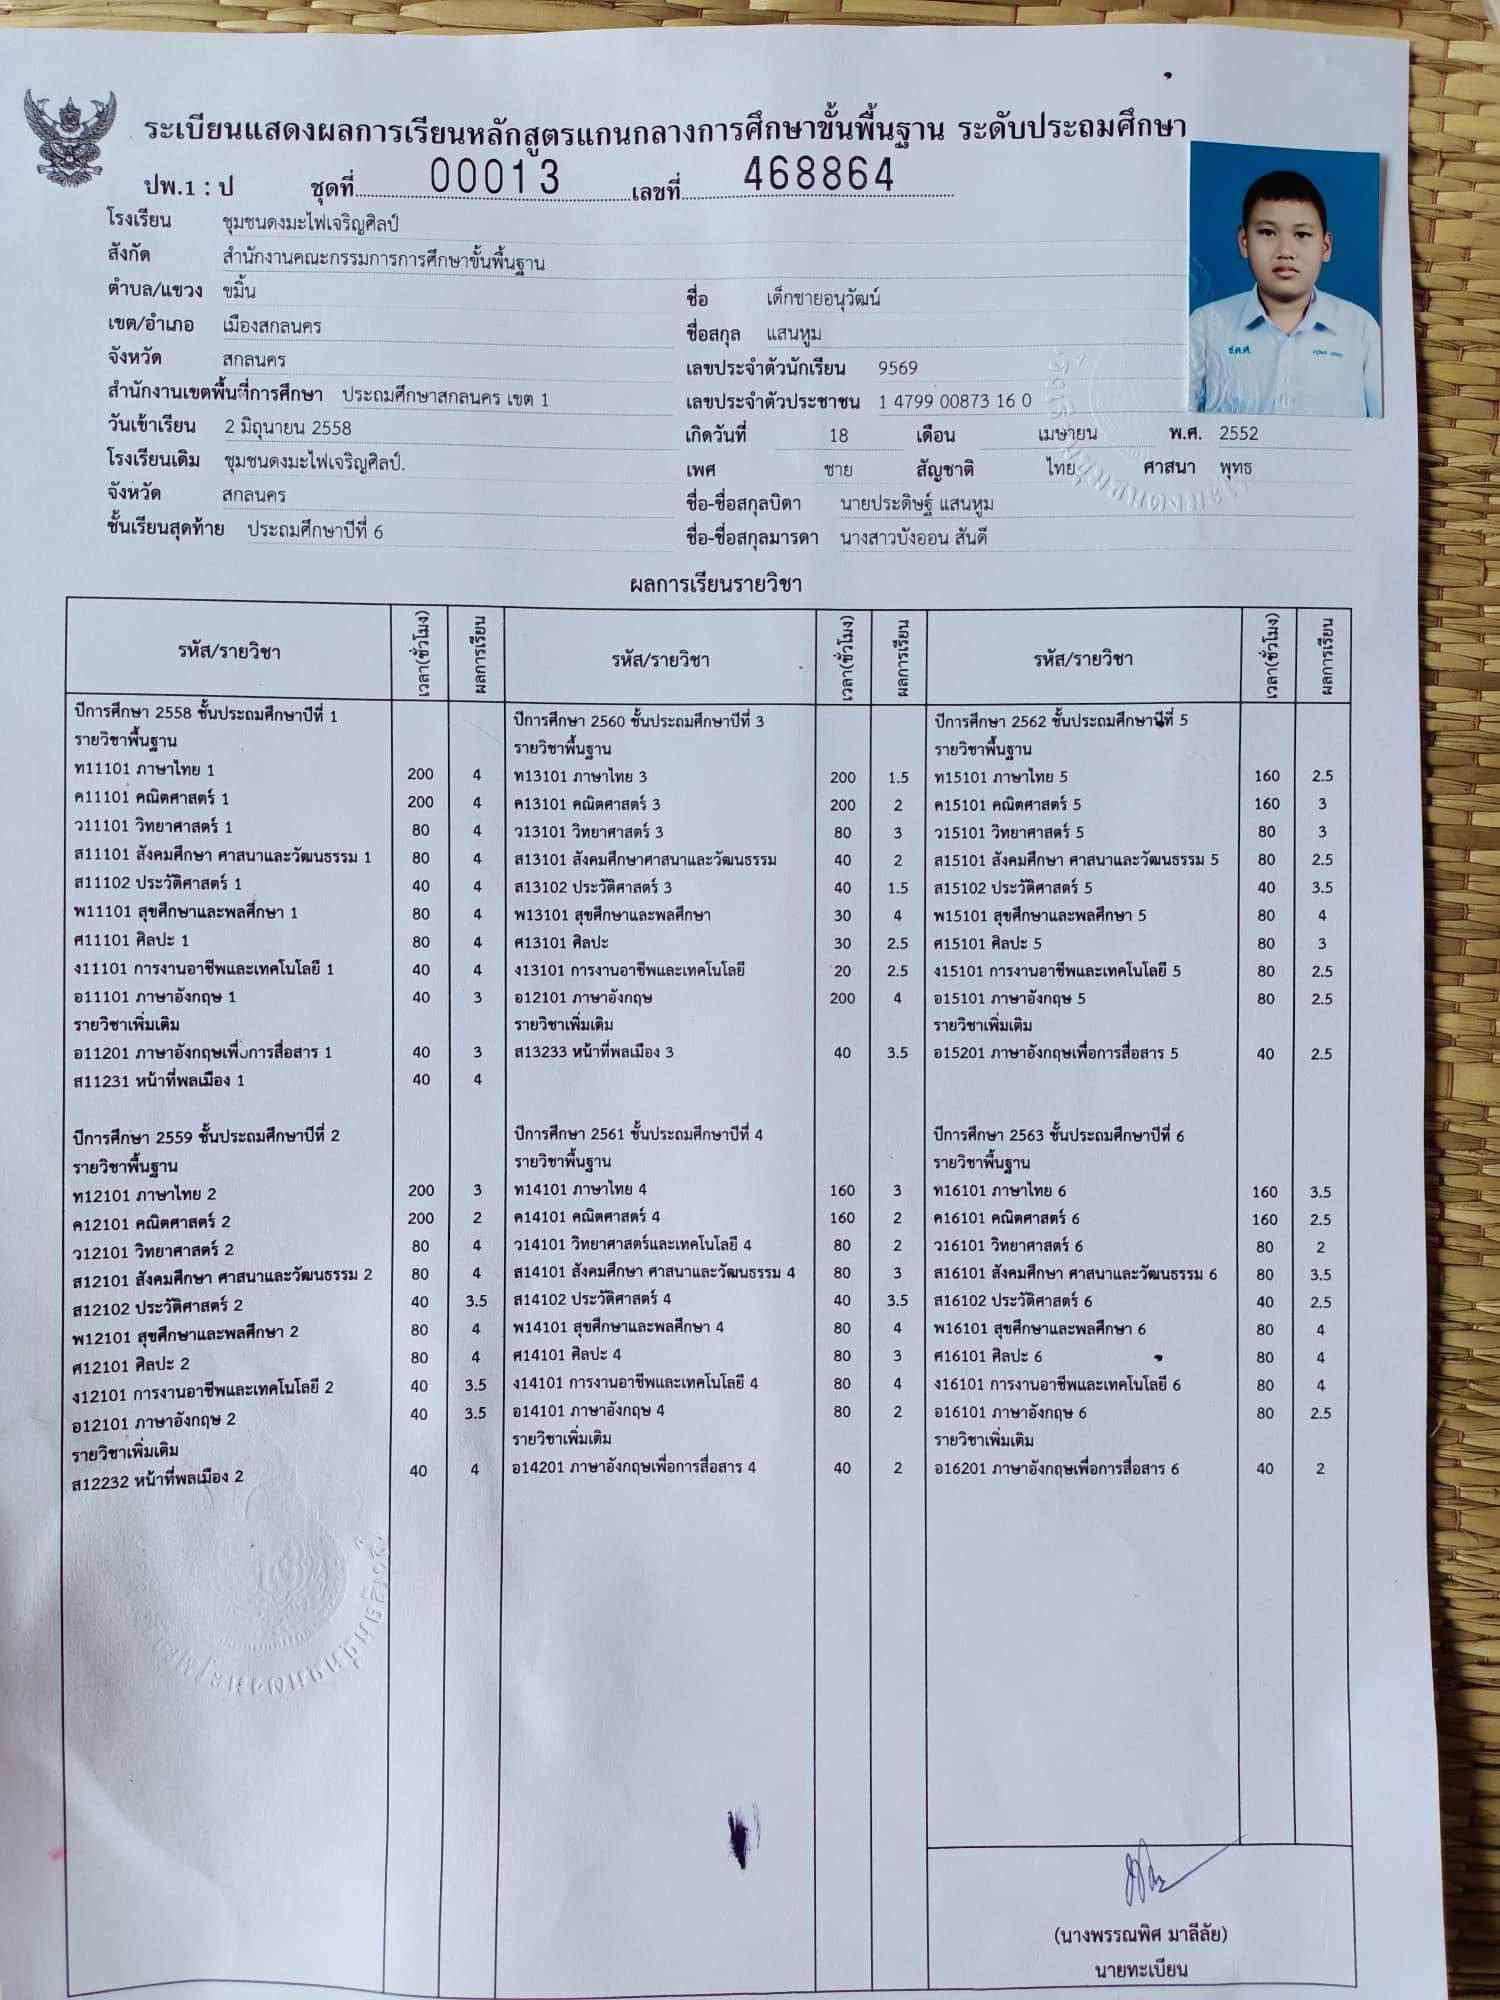 ระเบียนแสดงผลการเรียนหลักสูตรแกนกลางการศึกษาขั้นพื้นฐาน ระดับประถมศึกษา
ปพ.1 : ป ชุดที่ 00013 เลขที่ 468864
โรงเรียน ชุมชนดงมะไฟเจริญศิลป์
สังกัด สำนักงานคณะกรรมการการศึกษาขั้นพื้นฐาน
ตำบล/แขวง ขมิ้น
เขต/อำเภอ เมืองสกลนคร
จังหวัด สกลนคร
สำนักงานเขตพื้นที่การศึกษา ประถมศึกษาสกลนคร เขต 1
วันเข้าเรียน 2 มิถุนายน 2558
โรงเรียนเดิม ชุมชนดงมะไฟเจริญศิลป์.
จังหวัด สกลนคร
ชั้นเรียนสุดท้าย ประถมศึกษาปีที่ 6
ชื่อ เด็กชายอนุวัฒน์
ชื่อสกุล แสนหูม
เลขประจำตัวนักเรียน 9569
เลขประจำตัวประชาชน 1 4799 00873 16 0
เกิดวันที่ 18 เดือน เมษายน พ.ศ. 2552
เพศ ชาย สัญชาติ ไทย ศาสนา พุทธ
ชื่อ-ชื่อสกุลบิดา นายประดิษฐ์ แสนหูม
ชื่อ-ชื่อสกุลมารดา นางสาวบังออน สันดี
ผลการเรียนรายวิชา
รหัส/รายวิชา เวลา(ชั่วโมง) ผลการเรียน
ปีการศึกษา 2558 ชั้นประถมศึกษาปีที่ 1
รายวิชาพื้นฐาน
ท11101 ภาษาไทย 1 200 4
ค11101 คณิตศาสตร์ 1 200 4
ว11101 วิทยาศาสตร์ 1 80 4
ส11101 สังคมศึกษา ศาสนาและวัฒนธรรม 1 80 4
ส11102 ประวัติศาสตร์ 1 40 4
พ11101 สุขศึกษาและพลศึกษา 1 80 4
ศ11101 ศิลปะ 1 80 4
ง11101 การงานอาชีพและเทคโนโลยี 1 40 4
อ11101 ภาษาอังกฤษ 1 40 3
รายวิชาเพิ่มเติม
อ11201 ภาษาอังกฤษเพื่อการสื่อสาร 1 40 3
ส11231 หน้าที่พลเมือง 1 40 4
ปีการศึกษา 2559 ชั้นประถมศึกษาปีที่ 2
รายวิชาพื้นฐาน
ท12101 ภาษาไทย 2 200 3
ค12101 คณิตศาสตร์ 2 200 2
ว12101 วิทยาศาสตร์ 2 80 4
ส12101 สังคมศึกษา ศาสนาและวัฒนธรรม 2 80 4
ส12102 ประวัติศาสตร์ 2 40 3.5
พ12101 สุขศึกษาและพลศึกษา 2 80 4
ศ12101 ศิลปะ 2 80 4
ง12101 การงานอาชีพและเทคโนโลยี 2 40 3.5
อ12101 ภาษาอังกฤษ 2 40 3.5
รายวิชาเพิ่มเติม
ส12232 หน้าที่พลเมือง 2 40 4
รหัส/รายวิชา เวลา(ชั่วโมง) ผลการเรียน
ปีการศึกษา 2560 ชั้นประถมศึกษาปีที่ 3
รายวิชาพื้นฐาน
ท13101 ภาษาไทย 3 200 1.5
ค13101 คณิตศาสตร์ 3 200 2
ว13101 วิทยาศาสตร์ 3 80 3
ส13101 สังคมศึกษาศาสนาและวัฒนธรรม 40 2
ส13102 ประวัติศาสตร์ 3 40 1.5
พ13101 สุขศึกษาและพลศึกษา 30 4
ศ13101 ศิลปะ 30 2.5
ง13101 การงานอาชีพและเทคโนโลยี 20 2.5
อ12101 ภาษาอังกฤษ 200 4
รายวิชาเพิ่มเติม
ส13233 หน้าที่พลเมือง 3 40 3.5
ปีการศึกษา 2561 ชั้นประถมศึกษาปีที่ 4
รายวิชาพื้นฐาน
ท14101 ภาษาไทย 4 160 3
ค14101 คณิตศาสตร์ 4 160 2
ว14101 วิทยาศาสตร์และเทคโนโลยี 4 80 2
ส14101 สังคมศึกษา ศาสนาและวัฒนธรรม 4 80 3
ส14102 ประวัติศาสตร์ 4 40 3.5
พ14101 สุขศึกษาและพลศึกษา 4 80 4
ศ14101 ศิลปะ 4 80 3
ง14101 การงานอาชีพและเทคโนโลยี 4 80 4
อ14101 ภาษาอังกฤษ 4 80 2
รายวิชาเพิ่มเติม
อ14201 ภาษาอังกฤษเพื่อการสื่อสาร 4 40 2
รหัส/รายวิชา เวลา(ชั่วโมง) ผลการเรียน
ปีการศึกษา 2562 ชั้นประถมศึกษาปีที่ 5
รายวิชาพื้นฐาน
ท15101 ภาษาไทย 5 160 2.5
ค15101 คณิตศาสตร์ 5 160 3
ว15101 วิทยาศาสตร์ 5 80 3
ส15101 สังคมศึกษา ศาสนาและวัฒนธรรม 5 80 2.5
ส15102 ประวัติศาสตร์ 5 40 3.5
พ15101 สุขศึกษาและพลศึกษา 5 80 4
ศ15101 ศิลปะ 5 80 3
ง15101 การงานอาชีพและเทคโนโลยี 5 80 2.5
อ15101 ภาษาอังกฤษ 5 80 2.5
รายวิชาเพิ่มเติม
อ15201 ภาษาอังกฤษเพื่อการสื่อสาร 5 40 2.5
ปีการศึกษา 2563 ชั้นประถมศึกษาปีที่ 6
รายวิชาพื้นฐาน
ท16101 ภาษาไทย 6 160 3.5
ค16101 คณิตศาสตร์ 6 160 2.5
ว16101 วิทยาศาสตร์ 6 80 2
ส16101 สังคมศึกษา ศาสนาและวัฒนธรรม 6 80 3.5
ส16102 ประวัติศาสตร์ 6 40 2.5
พ16101 สุขศึกษาและพลศึกษา 6 80 4
ศ16101 ศิลปะ 6 80 4
ง16101 การงานอาชีพและเทคโนโลยี 6 80 4
อ16101 ภาษาอังกฤษ 6 80 2.5
รายวิชาเพิ่มเติม
อ16201 ภาษาอังกฤษเพื่อการสื่อสาร 6 40 2
(นางพรรณพิศ มาลีลัย)
นายทะเบียน